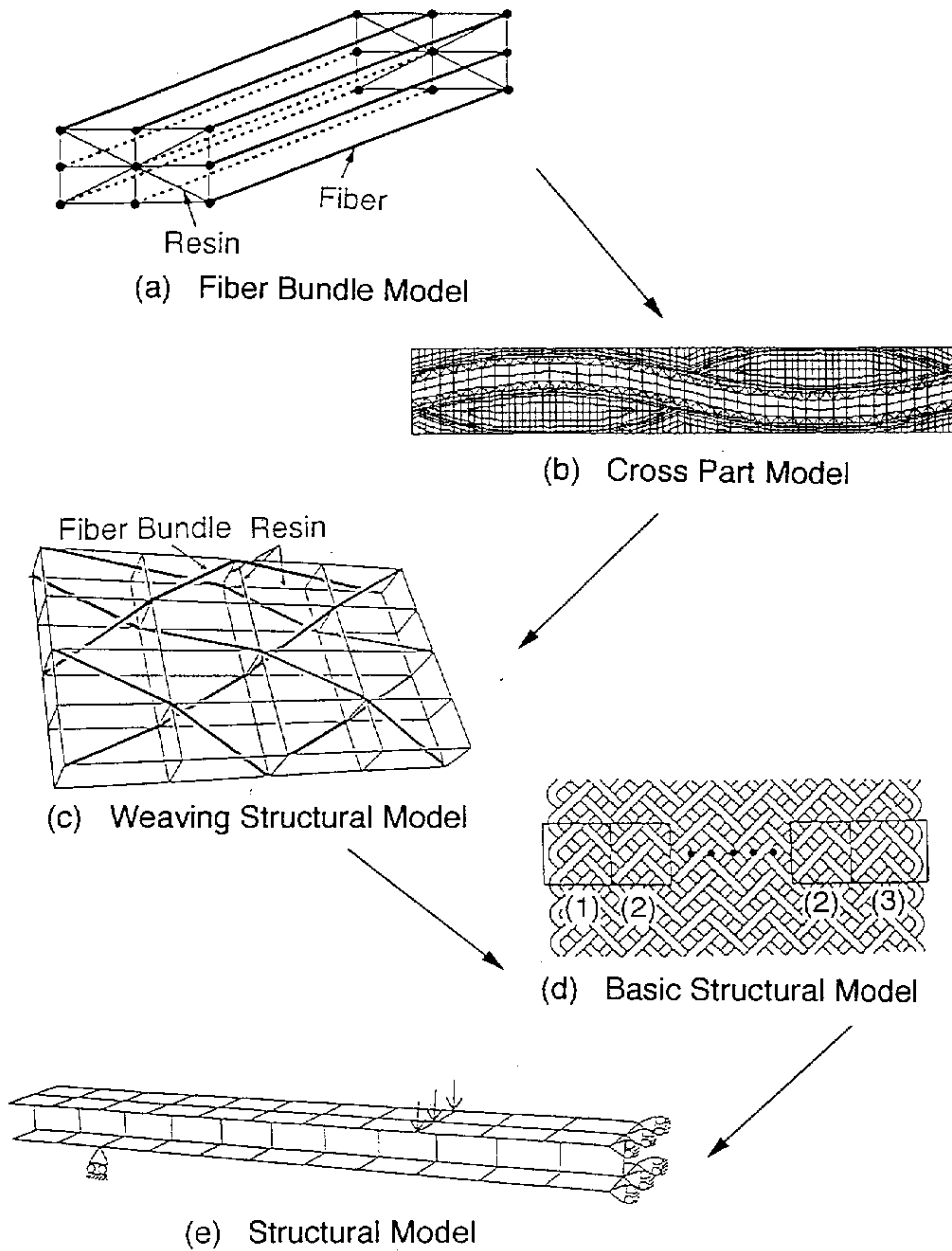 Fiber
Resin
(a) Fiber Bundle Model
(b) Cross Part Model
Fiber Bundle Resin
(c) Weaving Structural Model
(1) (2) (2) (3)
(d) Basic Structural Model
(e) Structural Model